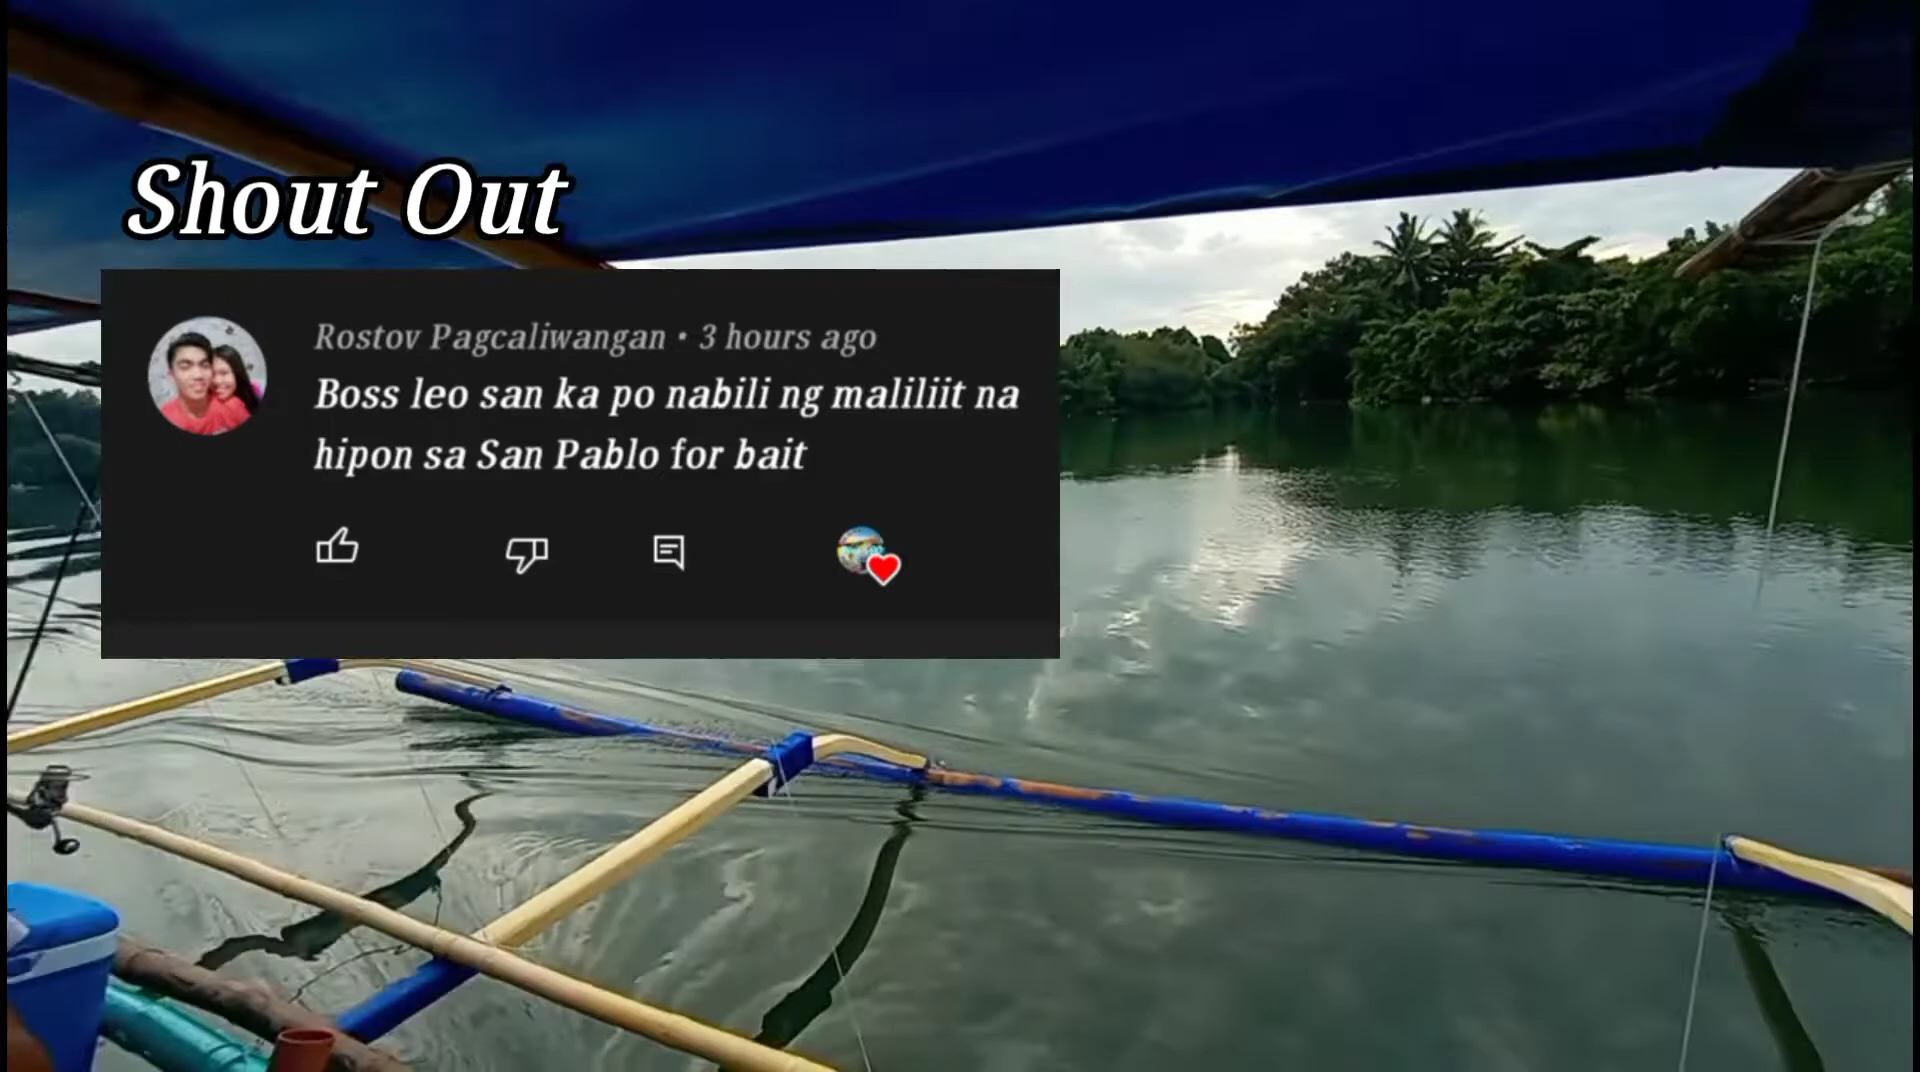 Shout Out
Rostov Pagcaliwangan • 3 hours ago
Boss leo san ka po nabili ng maliliit na
hipon sa San Pablo for bait